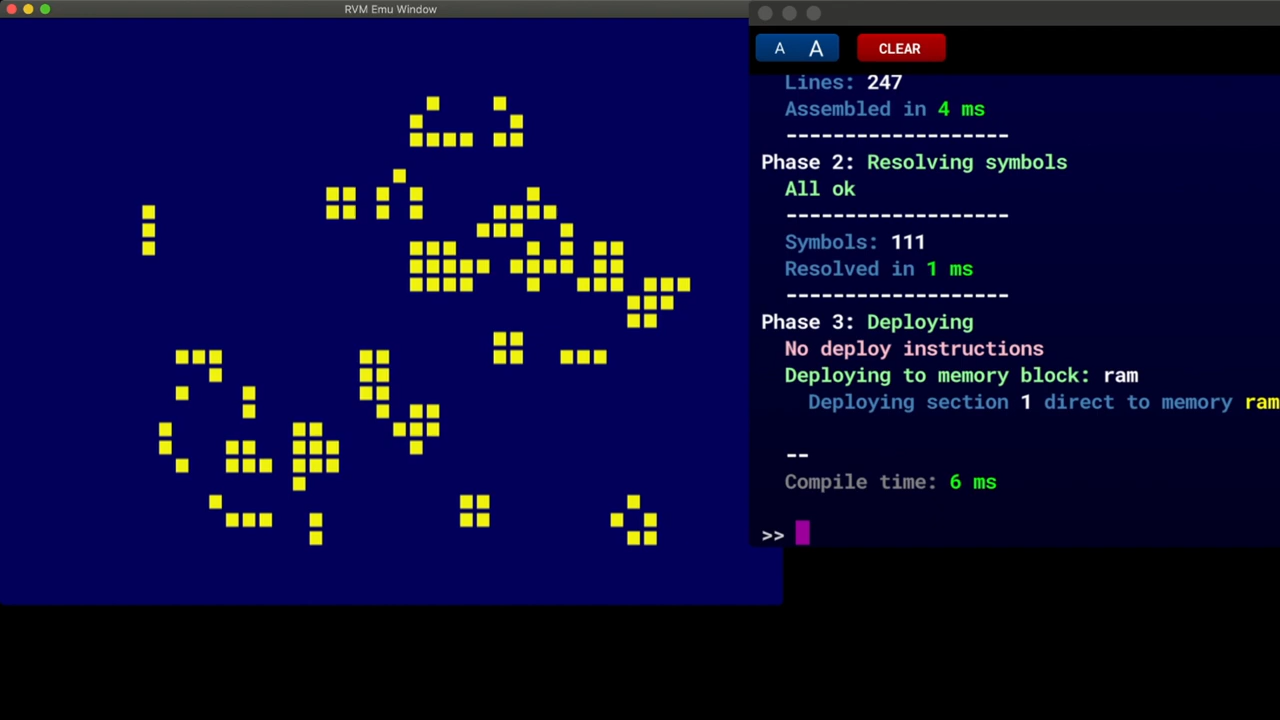 RVM Emu Window
A A CLEAR
Lines: 247
Assembled in 4 ms
-------------------
Phase 2: Resolving symbols
All ok
-------------------
Symbols: 111
Resolved in 1 ms
-------------------
Phase 3: Deploying
No deploy instructions
Deploying to memory block: ram
Deploying section 1 direct to memory ram
--
Compile time: 6 ms
>>